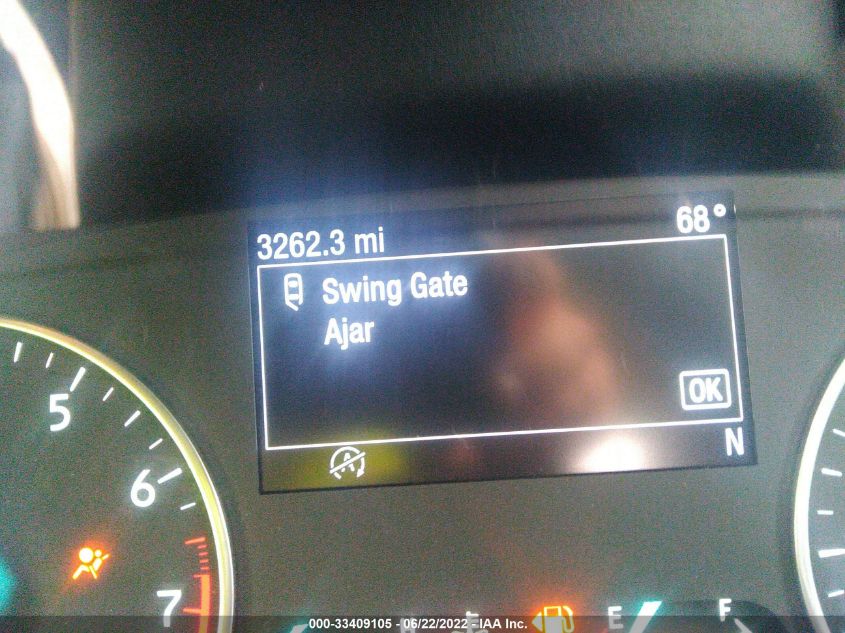 3262.3 mi 68°
Swing Gate
Ajar
OK
A
N
5
6
7
H
E F
000-33409105 - 06/22/2022 - IAA Inc.